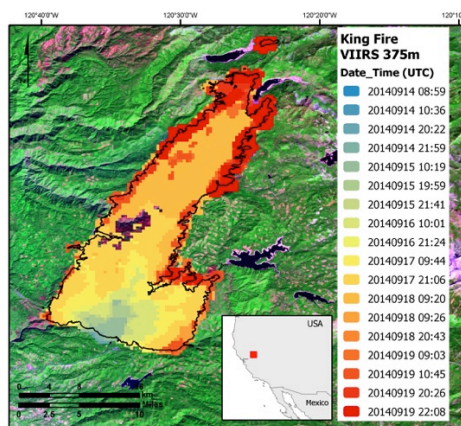 120°40'0"W
120°30'0"W
120°20'0"W
King Fire
VIIRS 375m
Date_Time (UTC)
20140914 08:59
20140914 10:36
20140914 20:22
20140914 21:59
20140915 10:19
20140915 19:59
20140915 21:41
20140916 10:01
20140916 21:24
20140917 09:44
20140917 21:06
20140918 09:20
20140918 09:26
20140918 20:43
20140919 09:03
20140919 10:45
20140919 20:26
20140919 22:08
USA
Mexico
km
0 2.5 5 10
Miles